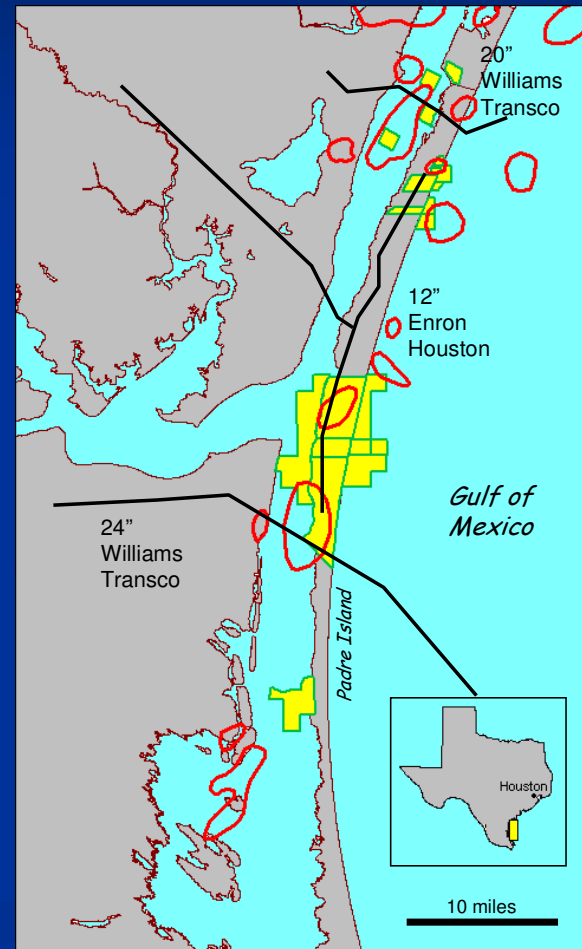 20”
Williams
Transco
12”
Enron
Houston
Gulf of
Mexico
24”
Williams
Transco
Padre Island
Houston
10 miles